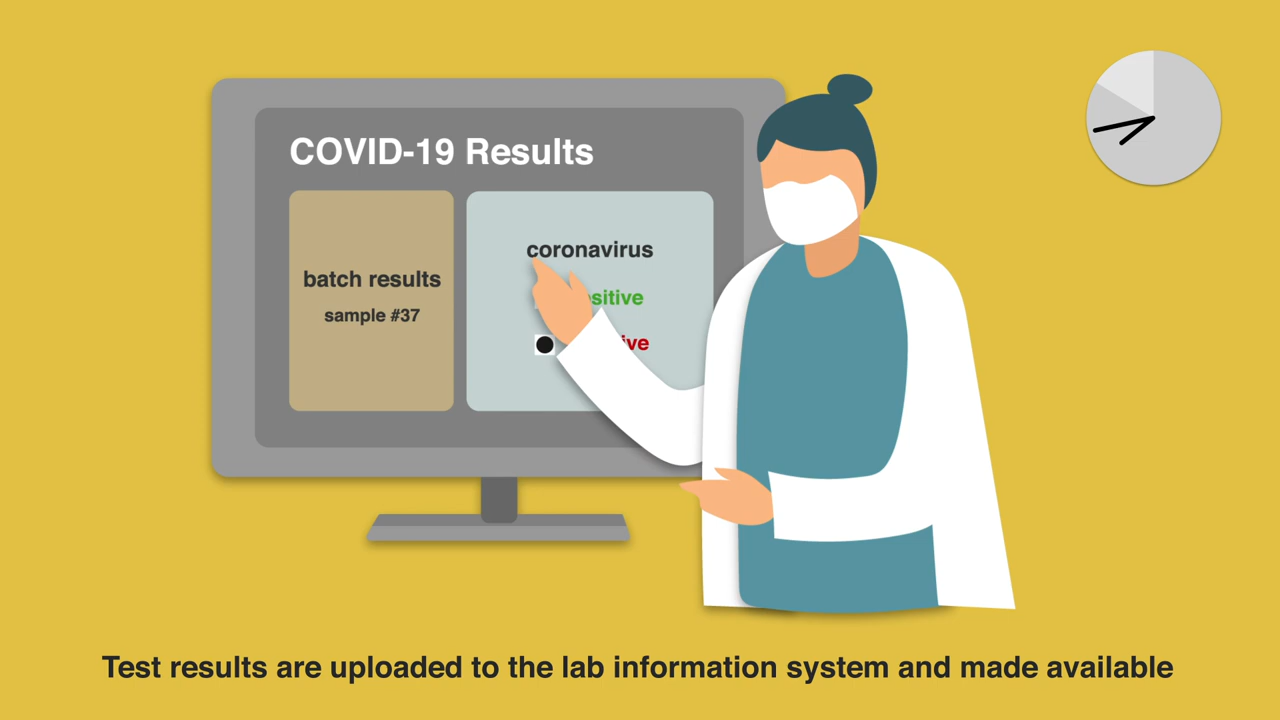 COVID-19 Results
batch results
sample #37
coronavirus
Test results are uploaded to the lab information system and made available